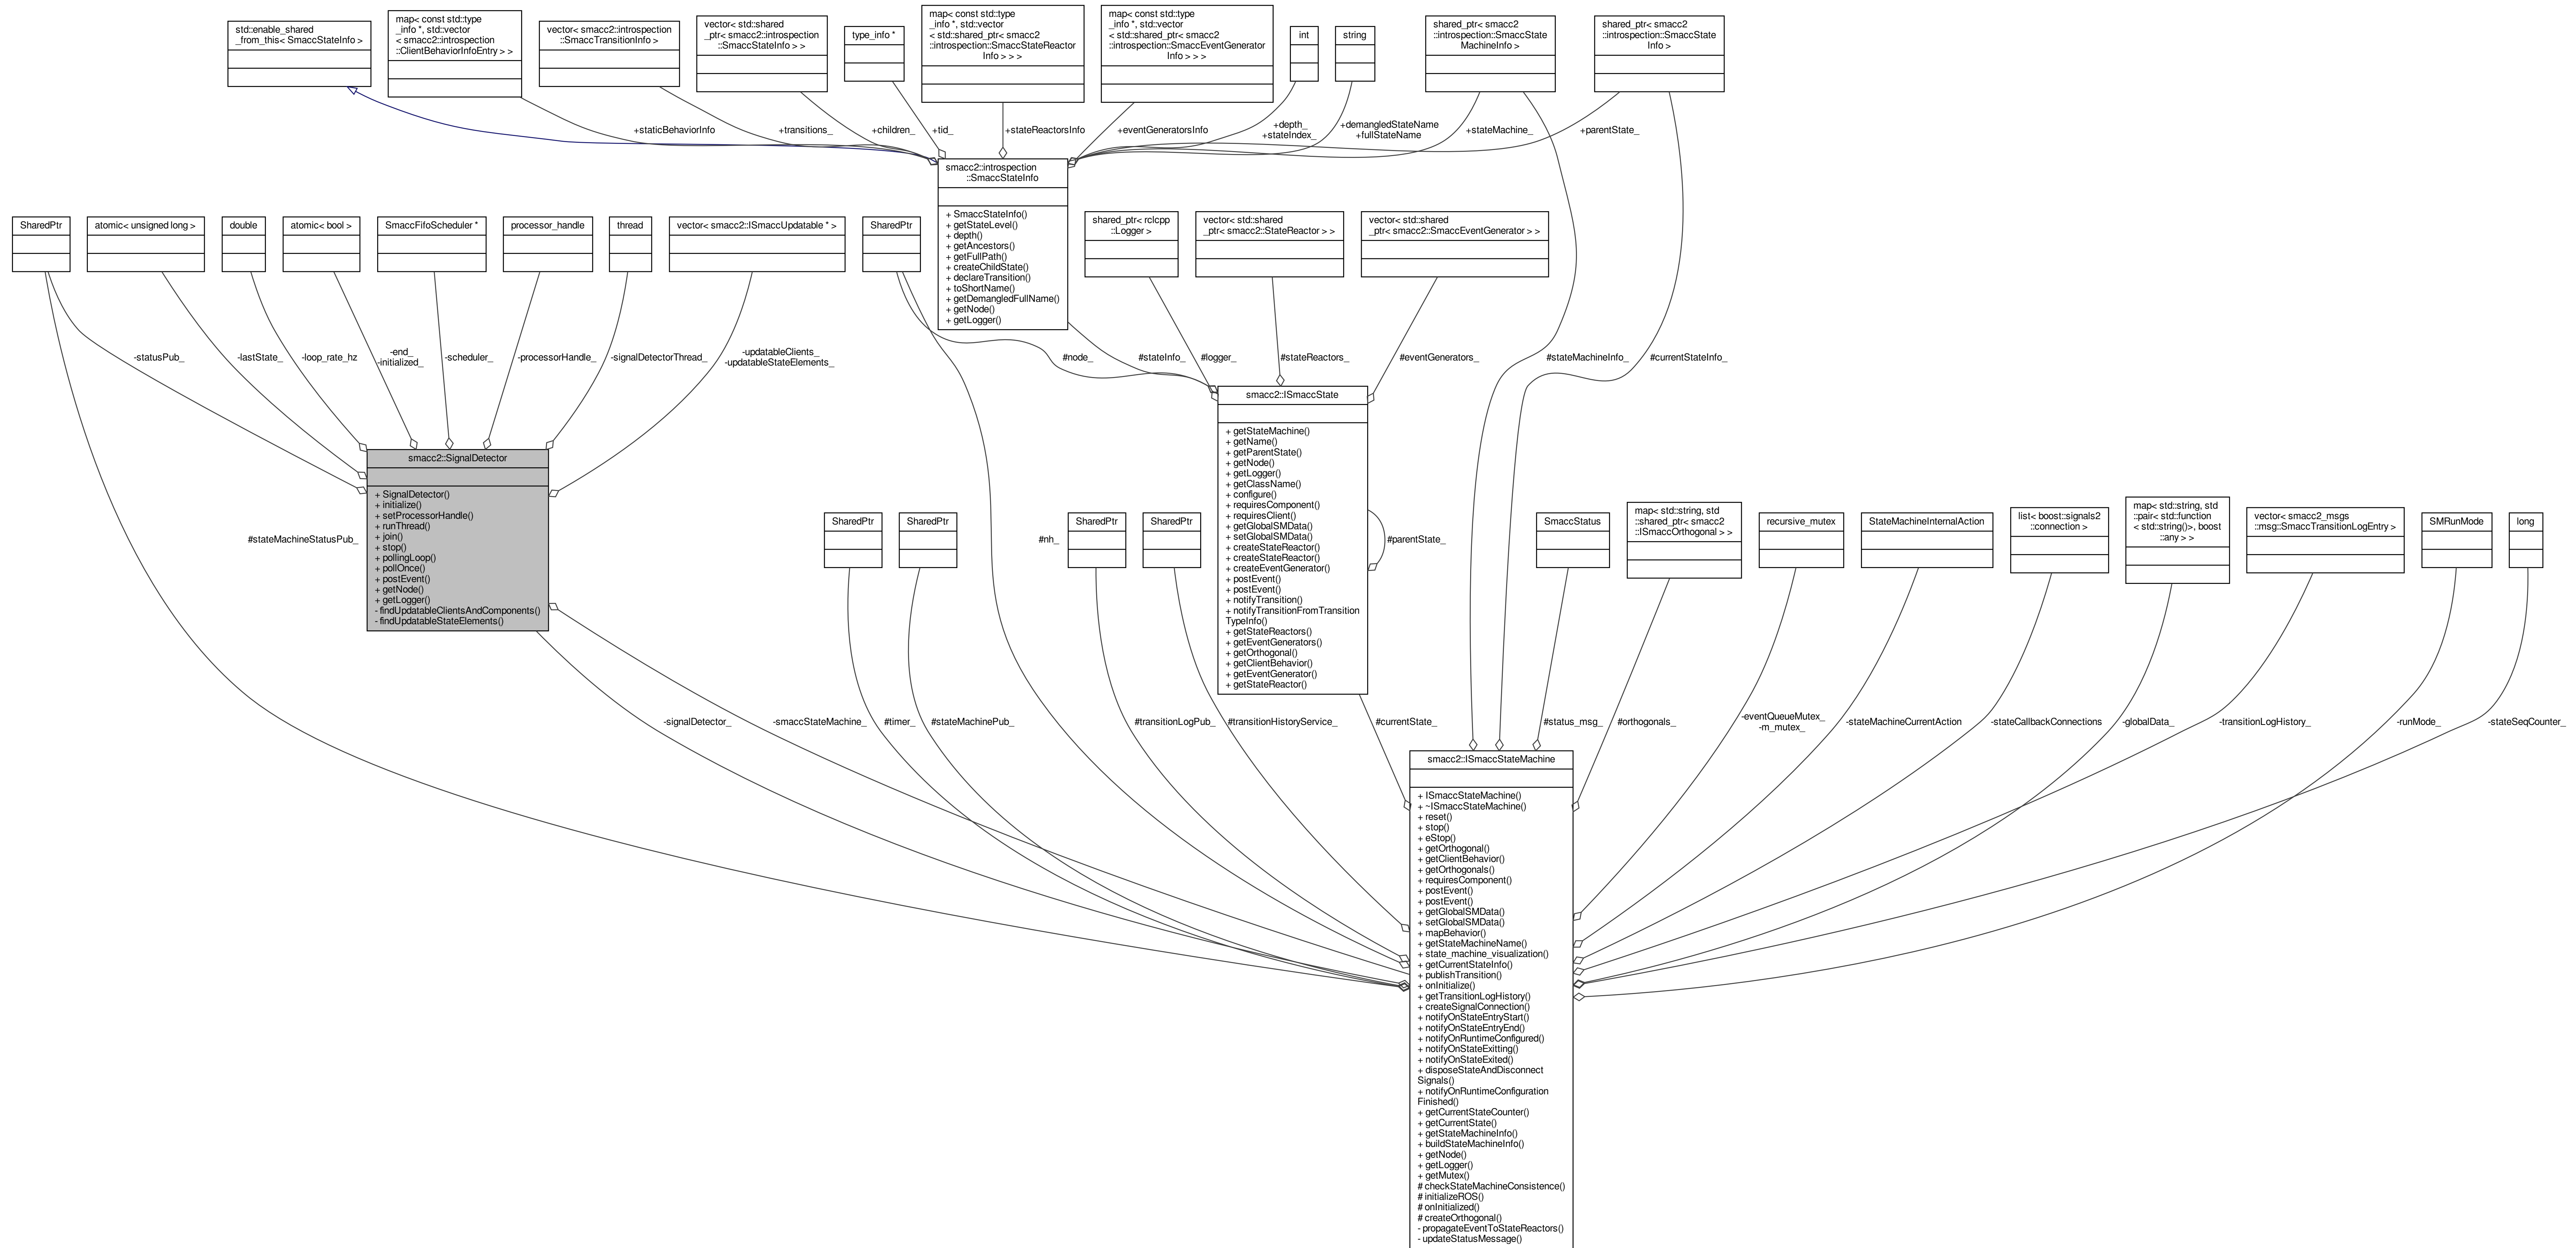 std::enable_shared
_from_this< SmaccStateInfo >
map< const std::type
_info *, std::vector
< smacc2::introspection
::ClientBehaviorInfoEntry > >
vector< smacc2::introspection
::SmaccTransitionInfo >
vector< std::shared
_ptr< smacc2::introspection
::SmaccStateInfo > >
type_info *
map< const std::type
_info *, std::vector
< std::shared_ptr< smacc2
::introspection::SmaccStateReactor
Info > > >
map< const std::type
_info *, std::vector
< std::shared_ptr< smacc2
::introspection::SmaccEventGenerator
Info > > >
int
string
shared_ptr< smacc2
::introspection::SmaccState
MachineInfo >
shared_ptr< smacc2
::introspection::SmaccState
Info >
+staticBehaviorInfo
+transitions_
+children_
+tid_
+stateReactorsInfo
+eventGeneratorsInfo
+depth_
+stateIndex_
+demangledStateName
+fullStateName
+stateMachine_
+parentState_
smacc2::introspection
::SmaccStateInfo
+ SmaccStateInfo()
+ getStateLevel()
+ depth()
+ getAncestors()
+ getFullPath()
+ createChildState()
+ declareTransition()
+ toShortName()
+ getDemangledFullName()
+ getNode()
+ getLogger()
SharedPtr
atomic< unsigned long >
double
atomic< bool >
SmaccFifoScheduler *
processor_handle
thread
vector< smacc2::ISmaccUpdatable * >
SharedPtr
shared_ptr< rclcpp
::Logger >
vector< std::shared
_ptr< smacc2::StateReactor > >
vector< std::shared
_ptr< smacc2::SmaccEventGenerator > >
-statusPub_
-lastState_
-loop_rate_hz
-end_
-initialized_
-scheduler_
-processorHandle_
-signalDetectorThread_
-updatableClients_
-updatableStateElements_
#node_
#stateInfo_
#logger_
#stateReactors_
#eventGenerators_
#stateMachineInfo_
#currentStateInfo_
smacc2::SignalDetector
+ SignalDetector()
+ initialize()
+ setProcessorHandle()
+ runThread()
+ join()
+ stop()
+ pollingLoop()
+ pollOnce()
+ postEvent()
+ getNode()
+ getLogger()
- findUpdatableClientsAndComponents()
- findUpdatableStateElements()
smacc2::ISmaccState
+ getStateMachine()
+ getName()
+ getParentState()
+ getNode()
+ getLogger()
+ getClassName()
+ configure()
+ requiresComponent()
+ requiresClient()
+ getGlobalSMData()
+ setGlobalSMData()
+ createStateReactor()
+ createStateReactor()
+ createEventGenerator()
+ postEvent()
+ postEvent()
+ notifyTransition()
+ notifyTransitionFromTransition
TypeInfo()
+ getStateReactors()
+ getEventGenerators()
+ getOrthogonal()
+ getClientBehavior()
+ getEventGenerator()
+ getStateReactor()
#stateMachineStatusPub_
#nh_
#parentState_
SharedPtr
SharedPtr
SharedPtr
SharedPtr
SmaccStatus
map< std::string, std
::shared_ptr< smacc2
::ISmaccOrthogonal > >
recursive_mutex
StateMachineInternalAction
list< boost::signals2
::connection >
map< std::string, std
::pair< std::function
< std::string()>, boost
::any > >
vector< smacc2_msgs
::msg::SmaccTransitionLogEntry >
SMRunMode
long
-signalDetector_
-smaccStateMachine_
#timer_
#stateMachinePub_
#transitionLogPub_
#transitionHistoryService_
#currentState_
#status_msg_
#orthogonals_
-eventQueueMutex_
-m_mutex_
-stateMachineCurrentAction
-stateCallbackConnections
-globalData_
-transitionLogHistory_
-runMode_
-stateSeqCounter_
smacc2::ISmaccStateMachine
+ ISmaccStateMachine()
+ ~ISmaccStateMachine()
+ reset()
+ stop()
+ eStop()
+ getOrthogonal()
+ getClientBehavior()
+ getOrthogonals()
+ requiresComponent()
+ postEvent()
+ postEvent()
+ getGlobalSMData()
+ setGlobalSMData()
+ mapBehavior()
+ getStateMachineName()
+ state_machine_visualization()
+ getCurrentStateInfo()
+ publishTransition()
+ onInitialize()
+ getTransitionLogHistory()
+ createSignalConnection()
+ notifyOnStateEntryStart()
+ notifyOnStateEntryEnd()
+ notifyOnRuntimeConfigured()
+ notifyOnStateExitting()
+ notifyOnStateExited()
+ disposeStateAndDisconnect
Signals()
+ notifyOnRuntimeConfiguration
Finished()
+ getCurrentStateCounter()
+ getCurrentState()
+ getStateMachineInfo()
+ buildStateMachineInfo()
+ getNode()
+ getLogger()
+ getMutex()
# checkStateMachineConsistence()
# initializeROS()
# onInitialized()
# createOrthogonal()
- propagateEventToStateReactors()
- updateStatusMessage()